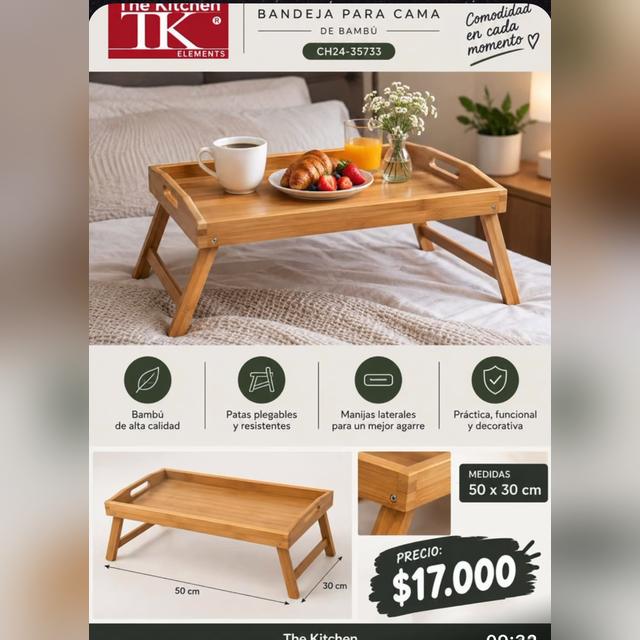 The Kitchen
TK®
ELEMENTS
BANDEJA PARA CAMA
DE BAMBÚ
CH24-35733
Comodidad
en cada
momento
Bambú
de alta calidad
Patas plegables
y resistentes
Manijas laterales
para un mejor agarre
Práctica, funcional
y decorativa
MEDIDAS
50 x 30 cm
50 cm
30 cm
PRECIO:
$17.000
The Kitchen